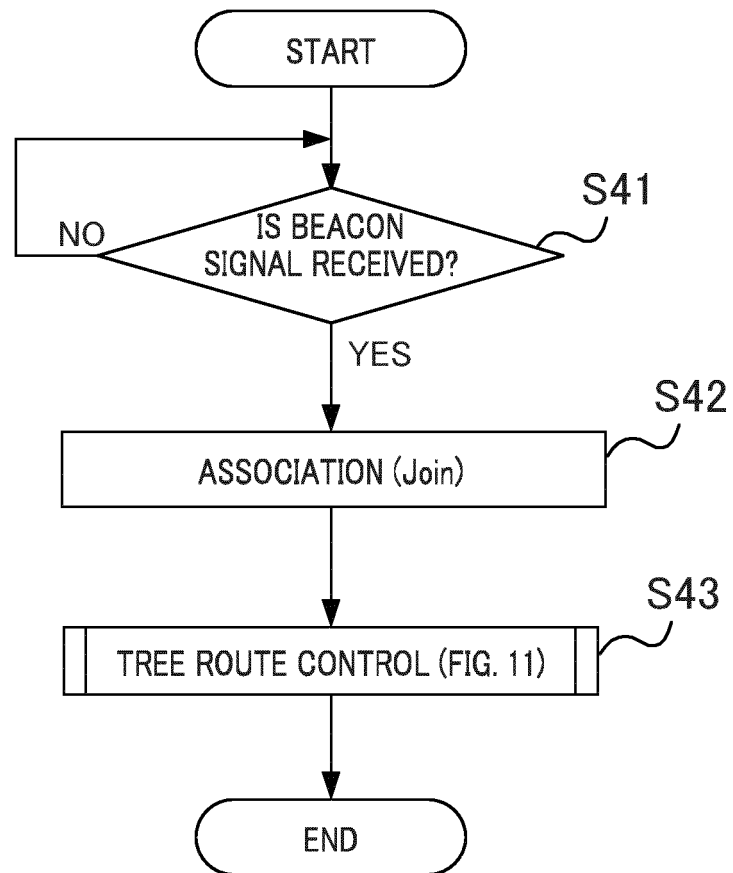 START
S41
IS BEACON
SIGNAL RECEIVED?
NO
YES
S42
ASSOCIATION (Join)
S43
TREE ROUTE CONTROL (FIG. 11)
END